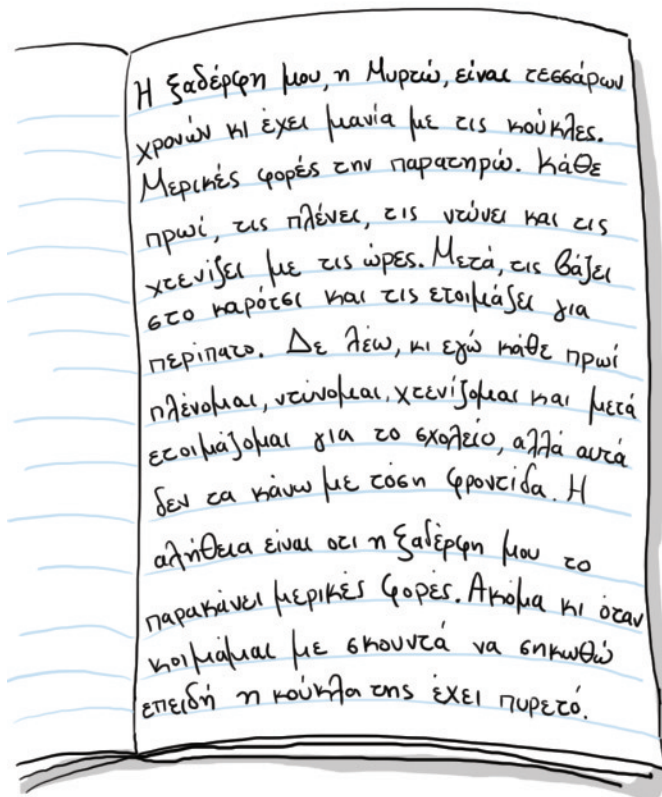 Η ξαδέρφη μου, η Μυρτώ, είναι τεσσάρων
χρονών κι έχει μανία με τις κούκλες.
Μερικές φορές την παρατηρώ. Κάθε
πρωί, τις πλένει, τις ντύνει και τις
χτενίζει με τις ώρες. Μετά, τις βάζει
στο καρότσι και τις ετοιμάζει για
περίπατο. Δε λέω, κι εγώ κάθε πρωί
πλένομαι, ντύνομαι, χτενίζομαι και μετά
ετοιμάζομαι για το σχολείο, αλλά αυτά
δεν τα κάνω με τόση φροντίδα. Η
αλήθεια είναι οτι η ξαδέρφη μου το
παρακάνει μερικές φορές. Ακόμα κι όταν
κοιμάμαι με σκουντά να σηκωθώ
επειδή η κούκλα της έχει πυρετό.